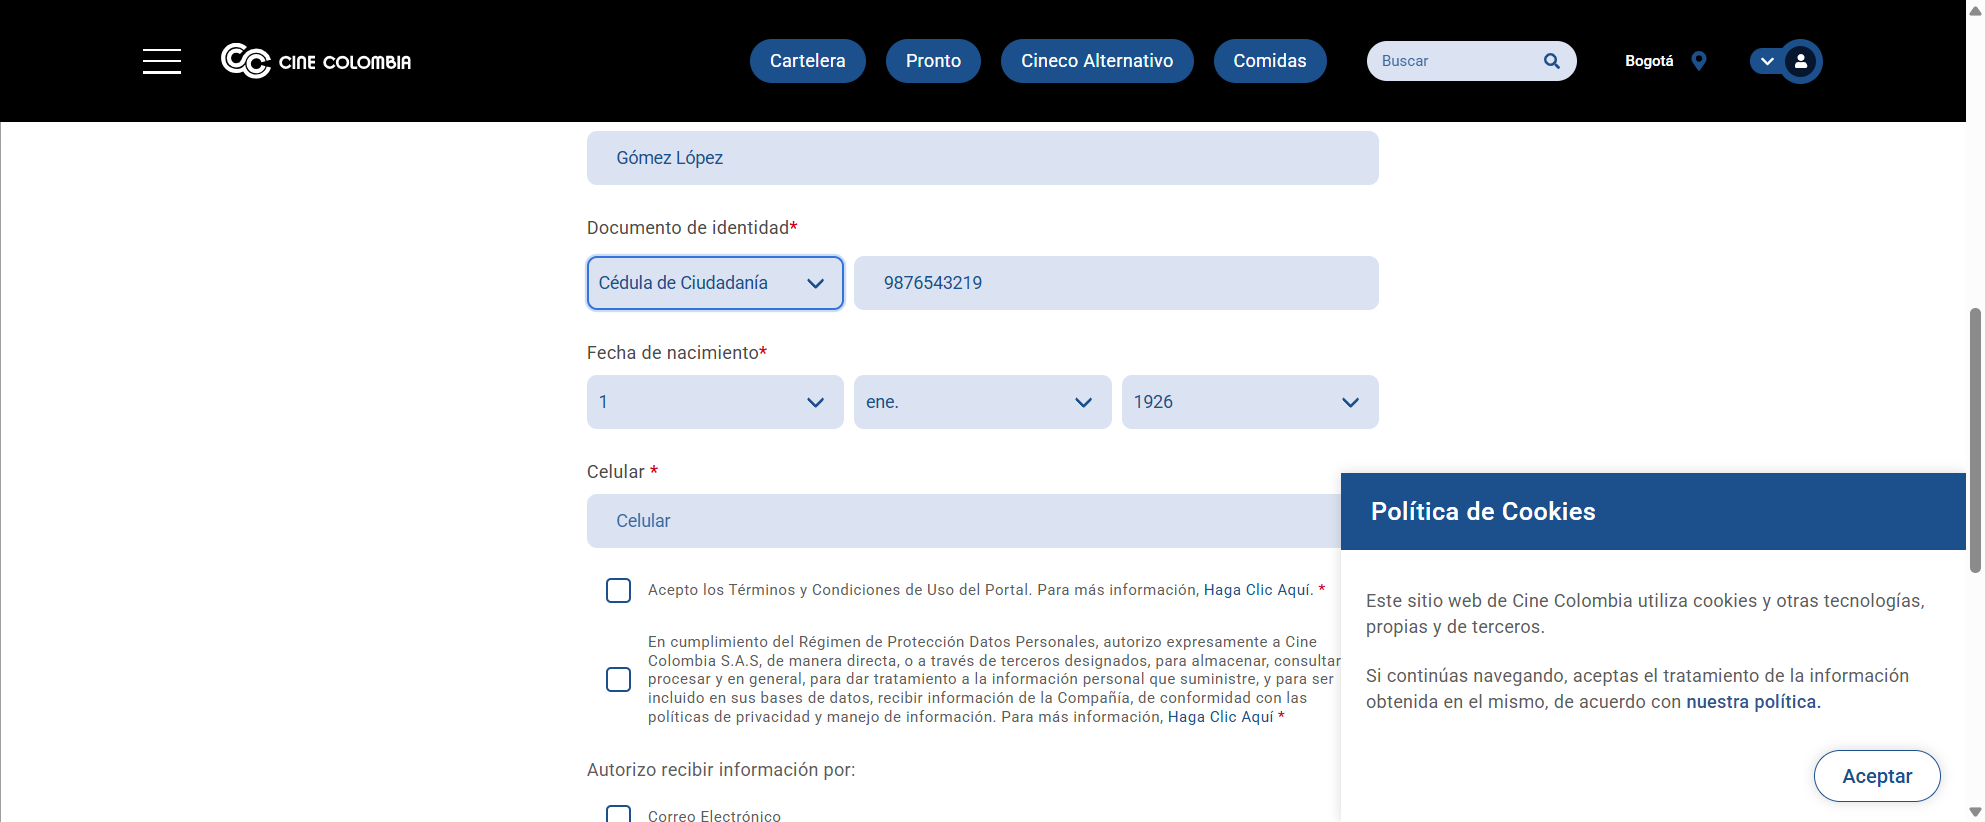 CINE COLOMBIA
Cartelera
Pronto
Cineco Alternativo
Comidas
Buscar
Bogotá
Gómez López
Documento de identidad*
Cédula de Ciudadanía
9876543219
Fecha de nacimiento*
1
ene.
1926
Celular *
Celular
Acepto los Términos y Condiciones de Uso del Portal. Para más información, Haga Clic Aquí. *
En cumplimiento del Régimen de Protección Datos Personales, autorizo expresamente a Cine
Colombia S.A.S, de manera directa, o a través de terceros designados, para almacenar, consultar
procesar y en general, para dar tratamiento a la información personal que suministre, y para ser
incluido en sus bases de datos, recibir información de la Compañía, de conformidad con las
políticas de privacidad y manejo de información. Para más información, Haga Clic Aquí *
Autorizo recibir información por:
Correo Electrónico
Política de Cookies
Este sitio web de Cine Colombia utiliza cookies y otras tecnologías,
propias y de terceros.
Si continúas navegando, aceptas el tratamiento de la información
obtenida en el mismo, de acuerdo con nuestra política.
Aceptar